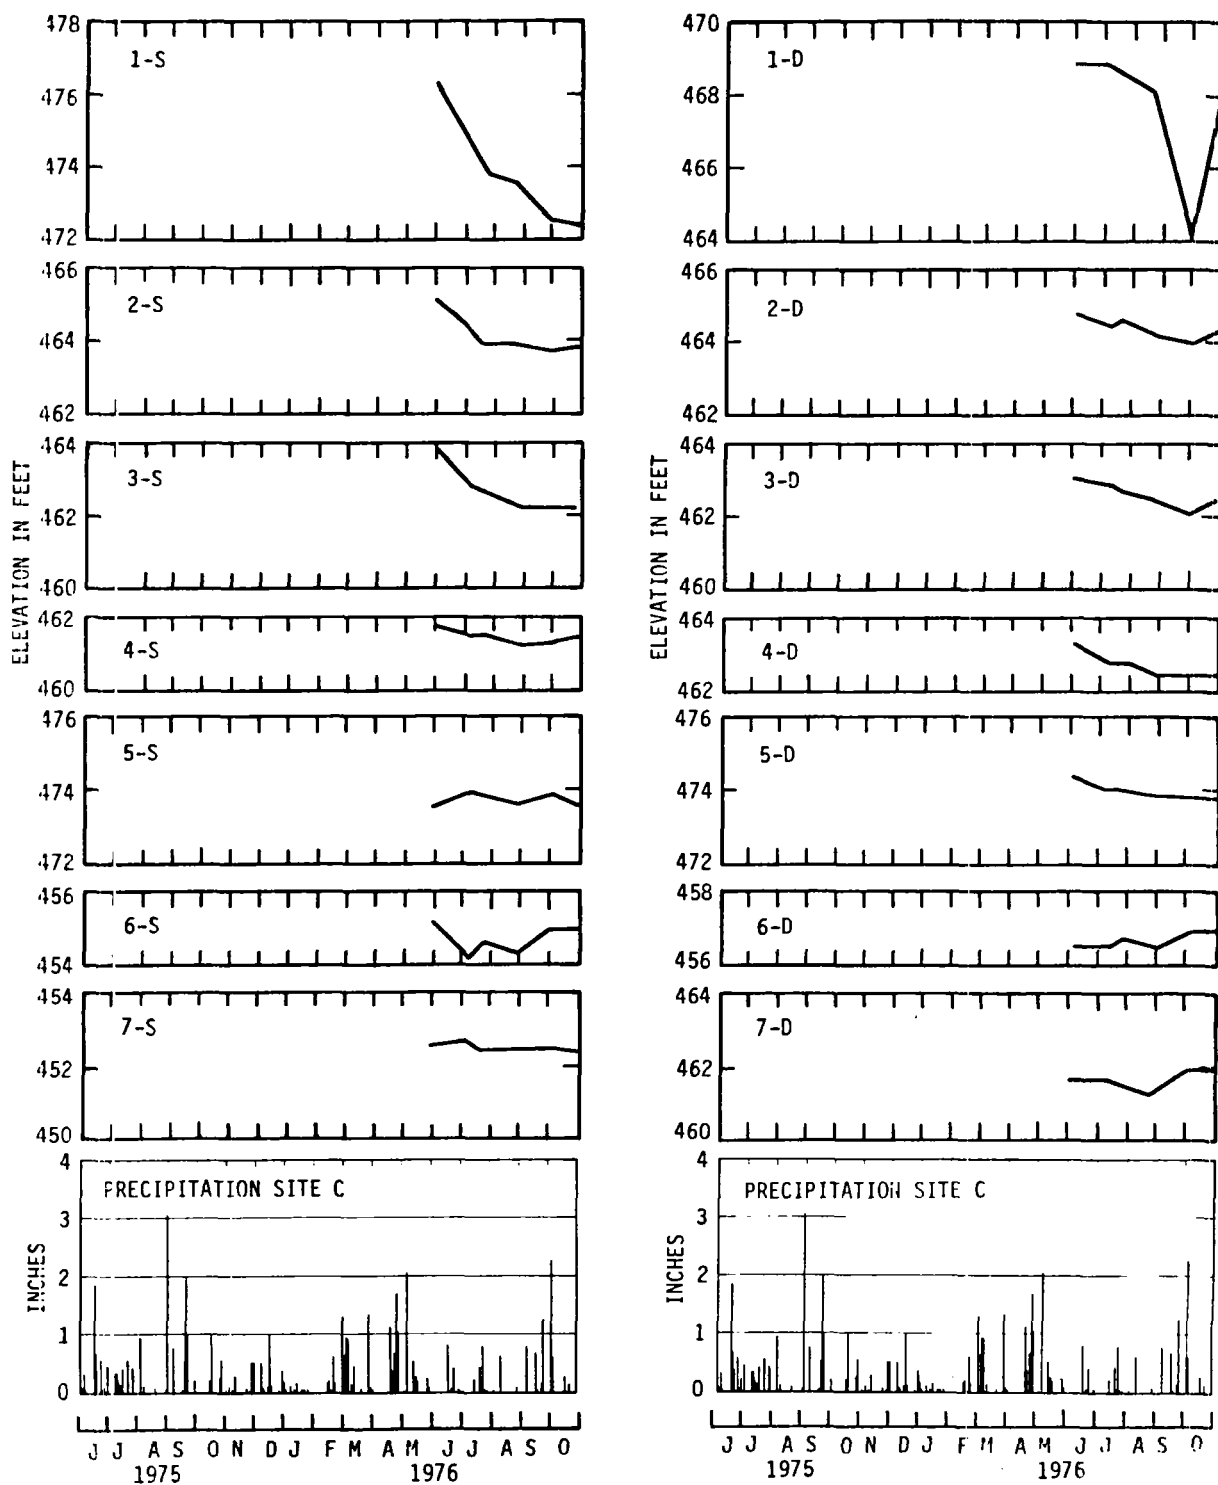 478
1-S
476
474
472
466
2-S
464
462
464
3-S
462
460
462
4-S
460
476
5-S
474
472
456
6-S
454
454
7-S
452
450
ELEVATION IN FEET
4
PRECIPITATION SITE C
3
2
1
0
INCHES
J J A S O N D J F M A M J J A S O
1975 1976
470
1-D
468
466
464
466
2-D
464
462
464
3-D
462
460
464
4-D
462
476
5-D
474
472
458
6-D
456
464
7-D
462
460
ELEVATION IN FEET
4
PRECIPITATION SITE C
3
2
1
0
INCHES
J J A S O N D J F M A M J J A S O
1975 1976